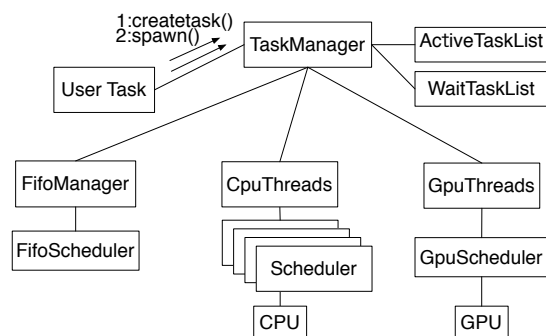 1:createtask()
2:spawn()
TaskManager
ActiveTaskList
User Task
WaitTaskList
FifoManager
CpuThreads
GpuThreads
FifoScheduler
Scheduler
GpuScheduler
CPU
GPU